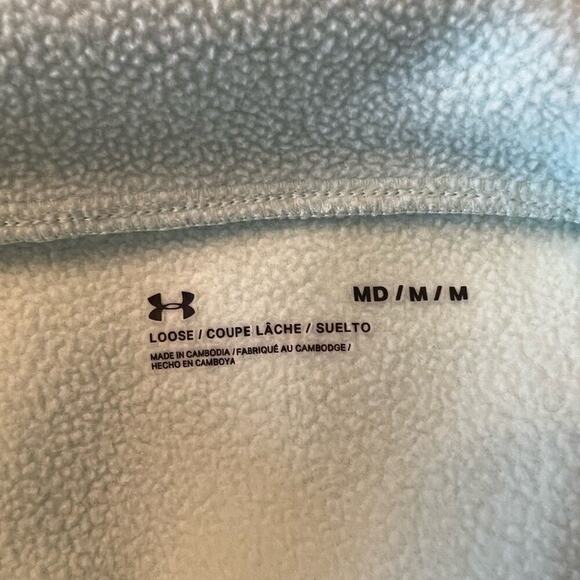 MD / M / M
LOOSE / COUPE LÂCHE / SUELTO
MADE IN CAMBODIA / FABRIQUÉ AU CAMBODGE /
HECHO EN CAMBOYA